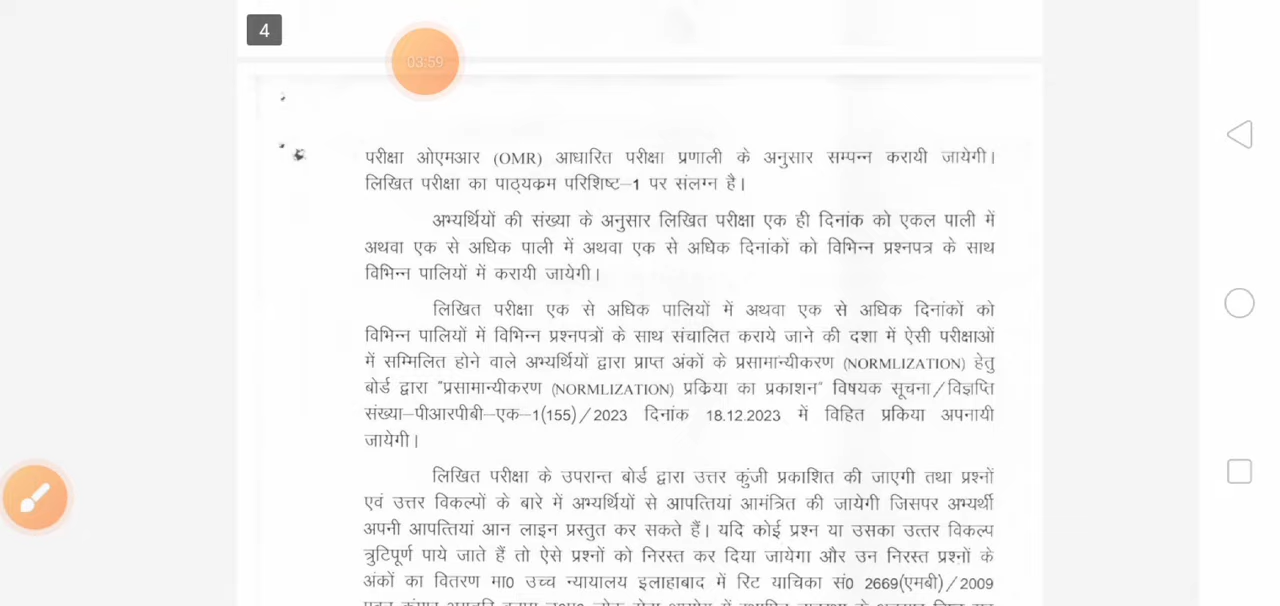 4
03:59
परीक्षा ओएमआर (OMR) आधारित परीक्षा प्रणाली के अनुसार सम्पन्न करायी जायेगी।
लिखित परीक्षा का पाठ्यक्रम परिशिष्ट–1 पर संलग्न है।
अभ्यर्थियों की संख्या के अनुसार लिखित परीक्षा एक ही दिनांक को एकल पाली में
अथवा एक से अधिक पाली में अथवा एक से अधिक दिनांकों को विभिन्न प्रश्नपत्र के साथ
विभिन्न पालियों में करायी जायेगी।
लिखित परीक्षा एक से अधिक पालियों में अथवा एक से अधिक दिनांकों को
विभिन्न पालियों में विभिन्न प्रश्नपत्रों के साथ संचालित कराये जाने की दशा में ऐसी परीक्षाओं
में सम्मिलित होने वाले अभ्यर्थियों द्वारा प्राप्त अंकों के प्रसामान्यीकरण (NORMLIZATION) हेतु
बोर्ड द्वारा "प्रसामान्यीकरण (NORMLIZATION) प्रक्रिया का प्रकाशन" विषयक सूचना/विज्ञप्ति
संख्या–पीआरपीबी–एक–1(155)/2023 दिनांक 18.12.2023 में विहित प्रकिया अपनायी
जायेगी।
लिखित परीक्षा के उपरान्त बोर्ड द्वारा उत्तर कुंजी प्रकाशित की जाएगी तथा प्रश्नों
एवं उत्तर विकल्पों के बारे में अभ्यर्थियों से आपत्तियां आमंत्रित की जायेगी जिसपर अभ्यर्थी
अपनी आपत्तियां आन लाइन प्रस्तुत कर सकते हैं। यदि कोई प्रश्न या उसका उत्तर विकल्प
त्रुटिपूर्ण पाये जाते हैं तो ऐसे प्रश्नों को निरस्त कर दिया जायेगा और उन निरस्त प्रश्नों के
अंकों का वितरण मा0 उच्च न्यायालय इलाहाबाद में रिट याचिका सं0 2669(एमबी)/2009